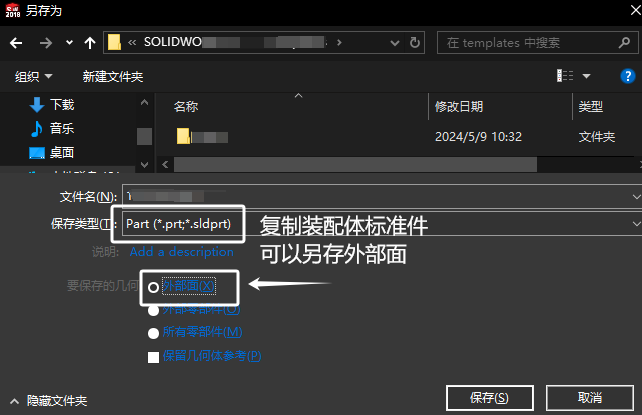 2018 另存为
« SOLIDWO
在 templates 中搜索
组织
新建文件夹
?
下载
音乐
桌面
名称
修改日期
类型
2024/5/9 10:32
文件夹
文件名(N):
保存类型(T):
Part (*.prt;*.sldprt)
说明:
Add a description
复制装配体标准件
可以另存外部面
要保存的几何
外部面(X)
外部零部件(O)
所有零部件(M)
保留几何体参考(P)
隐藏文件夹
保存(S)
取消